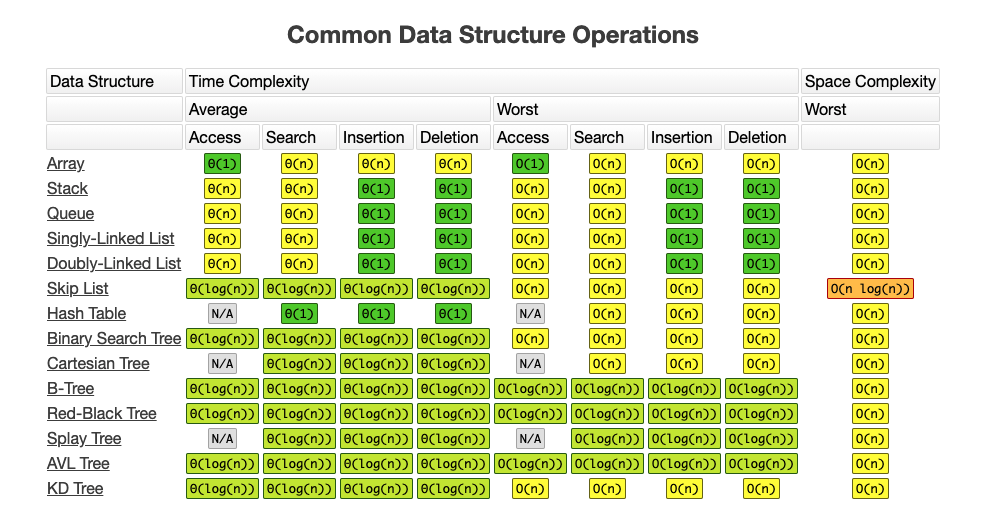 Common Data Structure Operations
Data Structure Time Complexity Space Complexity
Average Worst Worst
Access Search Insertion Deletion Access Search Insertion Deletion
Array θ(1) θ(n) θ(n) θ(n) O(1) O(n) O(n) O(n) O(n)
Stack θ(n) θ(n) θ(1) θ(1) O(n) O(n) O(1) O(1) O(n)
Queue θ(n) θ(n) θ(1) θ(1) O(n) O(n) O(1) O(1) O(n)
Singly-Linked List θ(n) θ(n) θ(1) θ(1) O(n) O(n) O(1) O(1) O(n)
Doubly-Linked List θ(n) θ(n) θ(1) θ(1) O(n) O(n) O(1) O(1) O(n)
Skip List θ(log(n)) θ(log(n)) θ(log(n)) θ(log(n)) O(n) O(n) O(n) O(n) O(n log(n))
Hash Table N/A θ(1) θ(1) θ(1) N/A O(n) O(n) O(n) O(n)
Binary Search Tree θ(log(n)) θ(log(n)) θ(log(n)) θ(log(n)) O(n) O(n) O(n) O(n) O(n)
Cartesian Tree N/A θ(log(n)) θ(log(n)) θ(log(n)) N/A O(n) O(n) O(n) O(n)
B-Tree θ(log(n)) θ(log(n)) θ(log(n)) θ(log(n)) O(log(n)) O(log(n)) O(log(n)) O(log(n)) O(n)
Red-Black Tree θ(log(n)) θ(log(n)) θ(log(n)) θ(log(n)) O(log(n)) O(log(n)) O(log(n)) O(log(n)) O(n)
Splay Tree N/A θ(log(n)) θ(log(n)) θ(log(n)) N/A O(log(n)) O(log(n)) O(log(n)) O(n)
AVL Tree θ(log(n)) θ(log(n)) θ(log(n)) θ(log(n)) O(log(n)) O(log(n)) O(log(n)) O(log(n)) O(n)
KD Tree θ(log(n)) θ(log(n)) θ(log(n)) θ(log(n)) O(n) O(n) O(n) O(n) O(n)